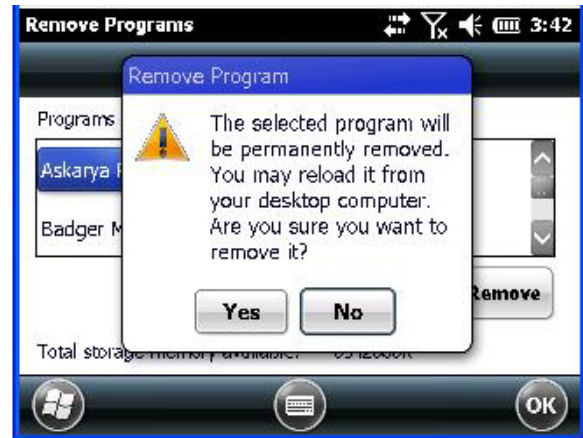 Remove Programs 3:42
Remove Program
Programs
The selected program will
be permanently removed.
You may reload it from
your desktop computer.
Are you sure you want to
remove it?
Askarya
Badger M
Yes No
Remove
Total storage memory available:
OK